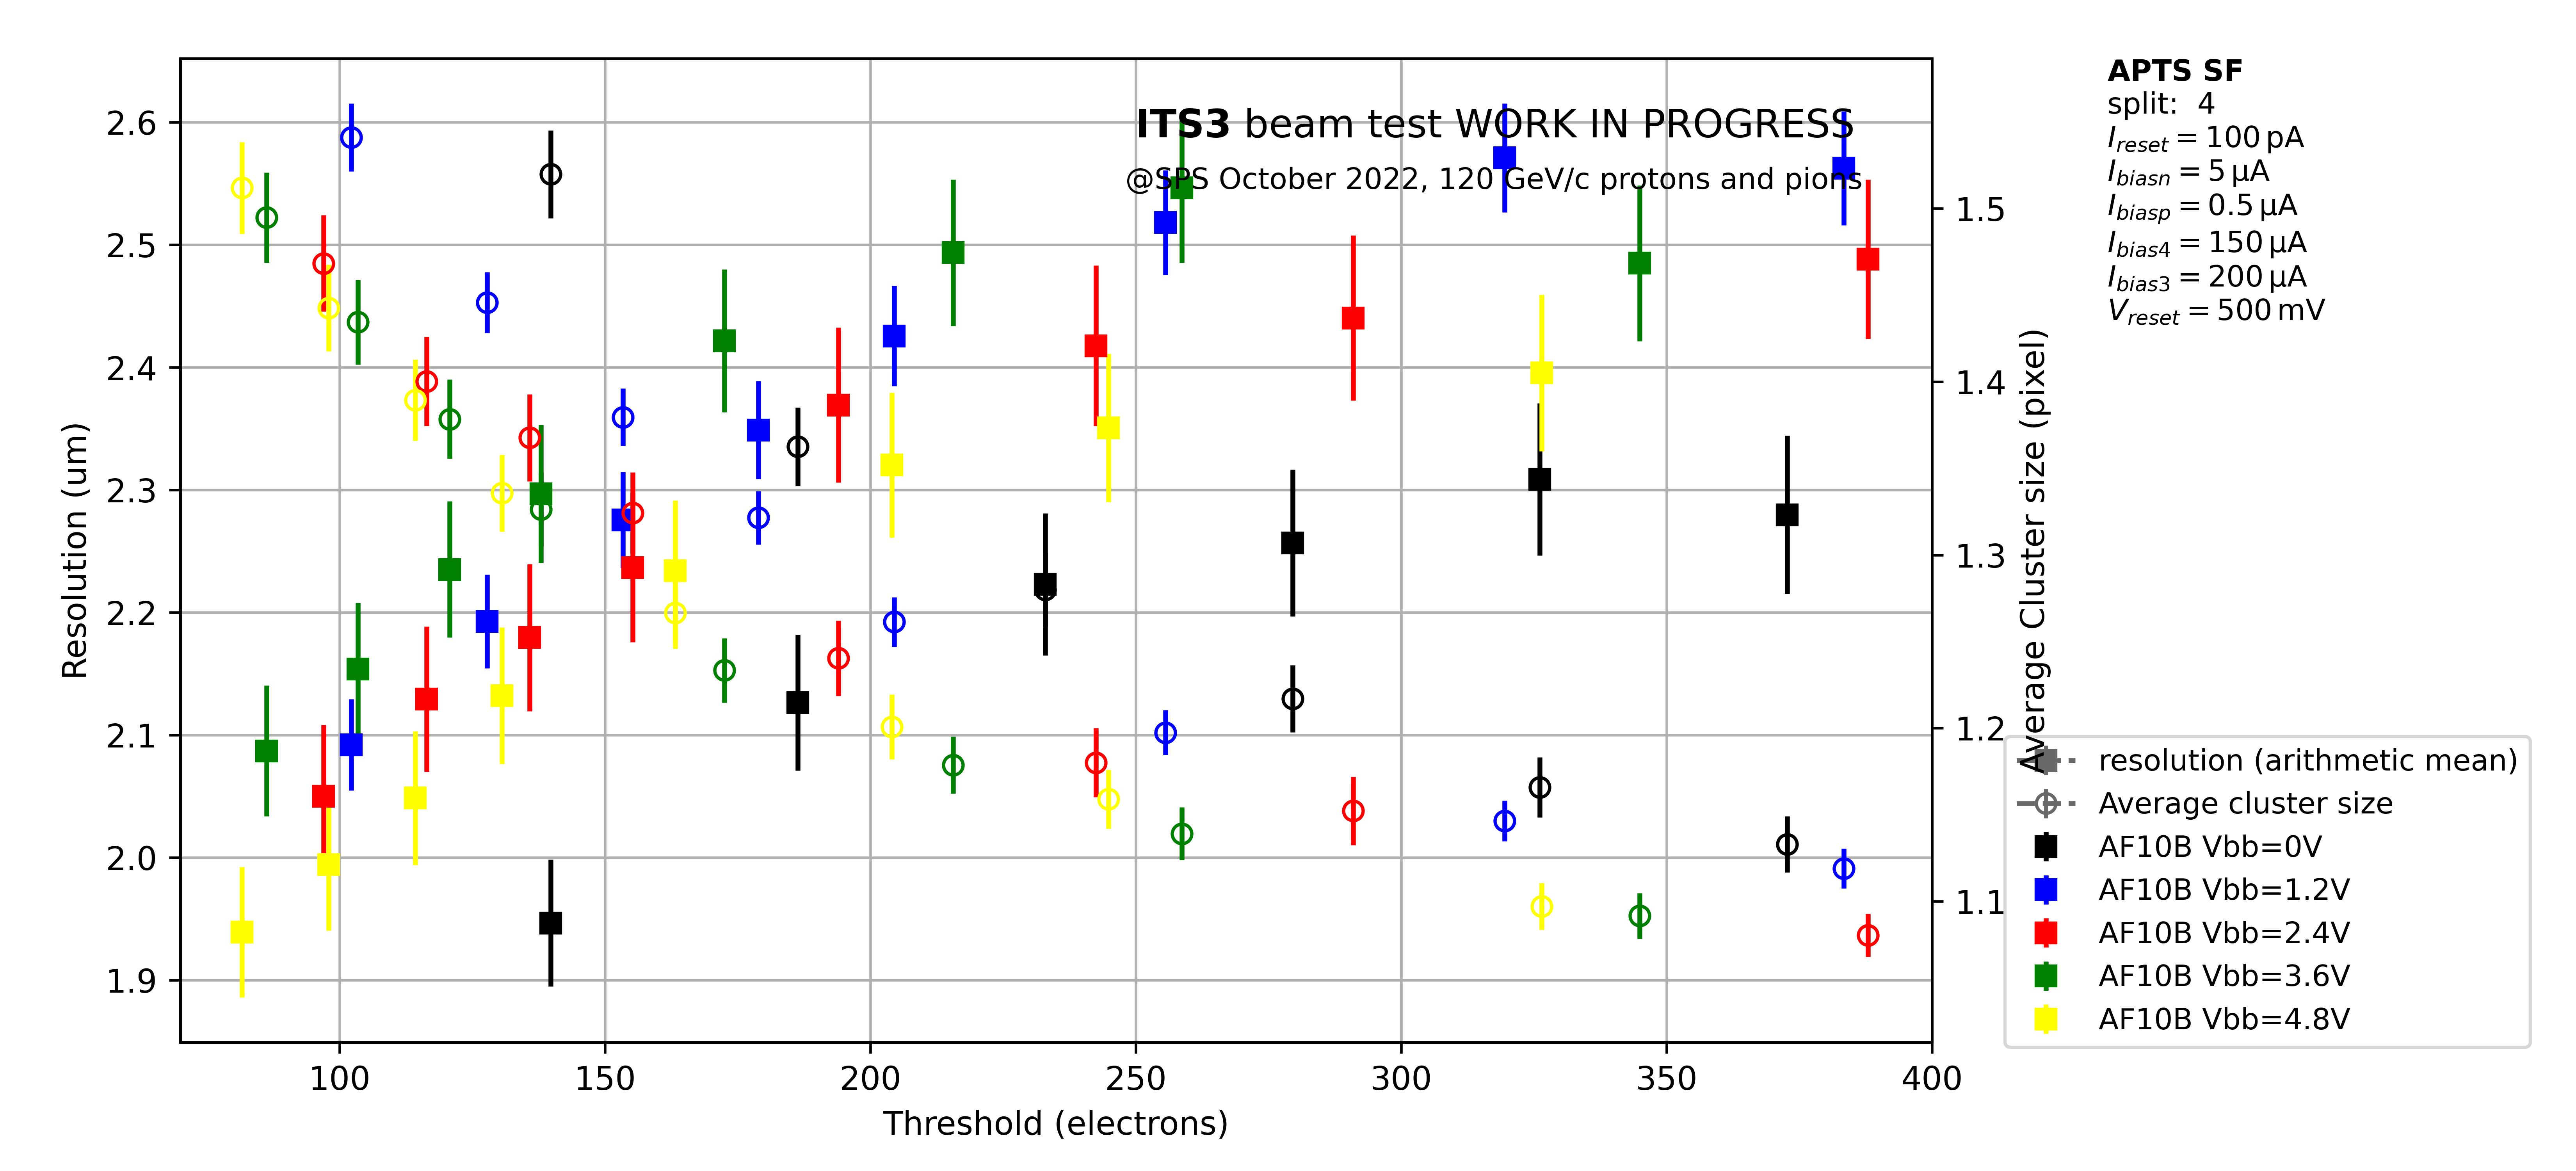 ITS3 beam test WORK IN PROGRESS
@SPS October 2022, 120 GeV/c protons and pions
APTS SF
split: 4
I_reset = 100 pA
I_biasn = 5 µA
I_biasp = 0.5 µA
I_bias4 = 150 µA
I_bias3 = 200 µA
V_reset = 500 mV
Resolution (um)
2.6
2.5
2.4
2.3
2.2
2.1
2.0
1.9
100
150
200
250
300
350
400
Threshold (electrons)
1.5
1.4
1.3
1.2
1.1
Average Cluster size (pixel)
resolution (arithmetic mean)
Average cluster size
AF10B Vbb=0V
AF10B Vbb=1.2V
AF10B Vbb=2.4V
AF10B Vbb=3.6V
AF10B Vbb=4.8V